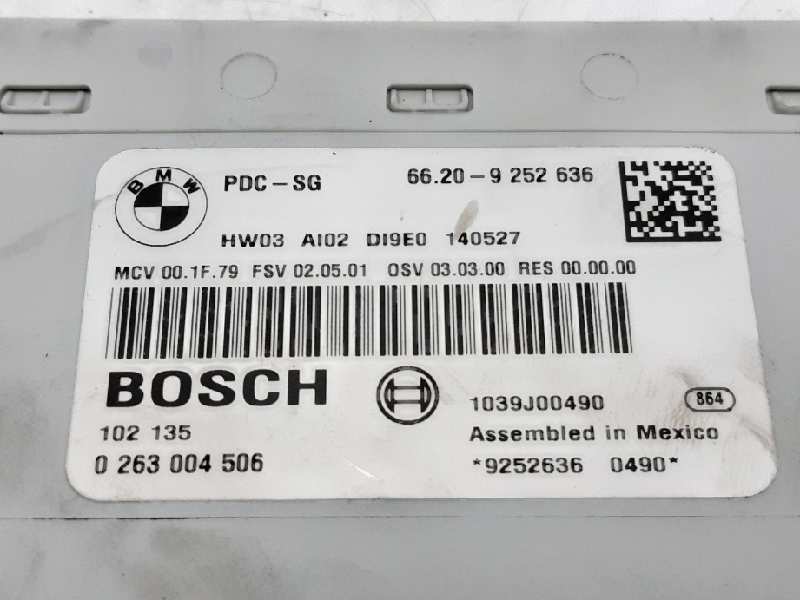 BMW
PDC-SG 66.20-9 252 636
HW03 AI02 DI9E0 140527
MCV 00.1F.79 FSV 02.05.01 OSV 03.03.00 RES 00.00.00
BOSCH
1039J00490 864
102 135 Assembled in Mexico
0 263 004 506 *9252636 0490*